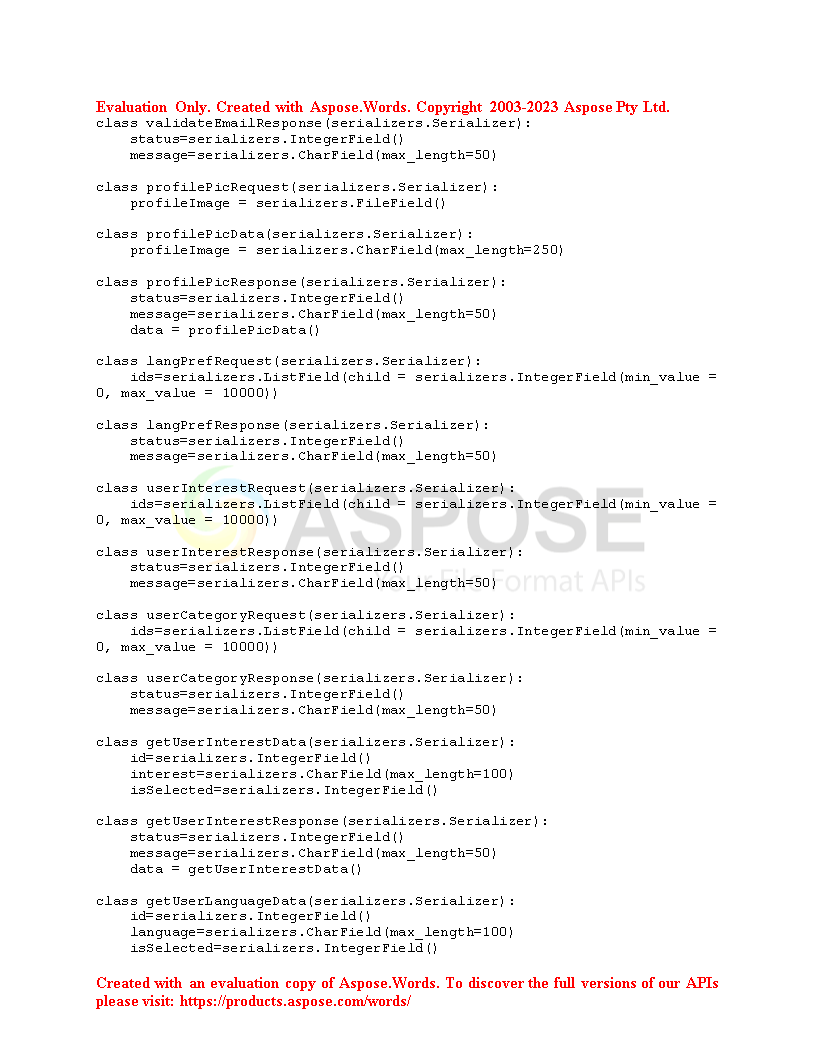 Evaluation Only. Created with Aspose.Words. Copyright 2003-2023 Aspose Pty Ltd.
class validateEmailResponse(serializers.Serializer):
    status=serializers.IntegerField()
    message=serializers.CharField(max_length=50)

class profilePicRequest(serializers.Serializer):
    profileImage = serializers.FileField()

class profilePicData(serializers.Serializer):
    profileImage = serializers.CharField(max_length=250)

class profilePicResponse(serializers.Serializer):
    status=serializers.IntegerField()
    message=serializers.CharField(max_length=50)
    data = profilePicData()

class langPrefRequest(serializers.Serializer):
    ids=serializers.ListField(child = serializers.IntegerField(min_value =
0, max_value = 10000))

class langPrefResponse(serializers.Serializer):
    status=serializers.IntegerField()
    message=serializers.CharField(max_length=50)

class userInterestRequest(serializers.Serializer):
    ids=serializers.ListField(child = serializers.IntegerField(min_value =
0, max_value = 10000))
ASPOSE

class userInterestResponse(serializers.Serializer):
    status=serializers.IntegerField()
    message=serializers.CharField(max_length=50)
Your File Format APIs

class userCategoryRequest(serializers.Serializer):
    ids=serializers.ListField(child = serializers.IntegerField(min_value =
0, max_value = 10000))

class userCategoryResponse(serializers.Serializer):
    status=serializers.IntegerField()
    message=serializers.CharField(max_length=50)

class getUserInterestData(serializers.Serializer):
    id=serializers.IntegerField()
    interest=serializers.CharField(max_length=100)
    isSelected=serializers.IntegerField()

class getUserInterestResponse(serializers.Serializer):
    status=serializers.IntegerField()
    message=serializers.CharField(max_length=50)
    data = getUserInterestData()

class getUserLanguageData(serializers.Serializer):
    id=serializers.IntegerField()
    language=serializers.CharField(max_length=100)
    isSelected=serializers.IntegerField()

Created with an evaluation copy of Aspose.Words. To discover the full versions of our APIs
please visit: https://products.aspose.com/words/